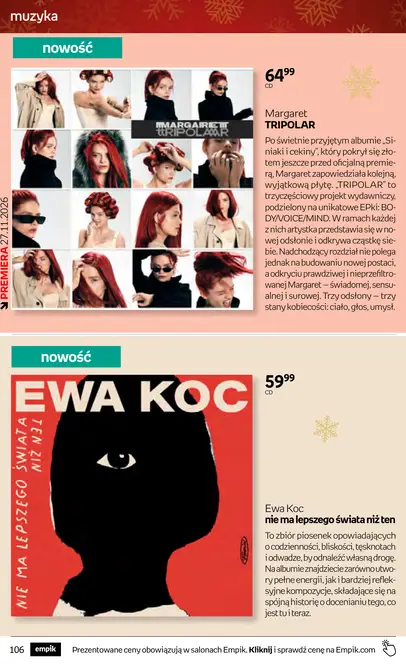 muzyka
nowość
MARGARET
TRIPOLAR
PREMIERA 27.11.2026
64⁹⁹
CD
Margaret
TRIPOLAR
Po świetnie przyjętym albumie „Si-
niaki i cekiny”, który pokrył się zło-
tem jeszcze przed oficjalną premie-
rą, Margaret zapowiedziała kolejną,
wyjątkową płytę. „TRIPOLAR” to
trzyczęściowy projekt wydawniczy,
podzielony na unikatowe EPki: BO-
DY/VOICE/MIND. W ramach każdej
z nich artystka przedstawia się w no-
wej odsłonie i odkrywa cząstkę sie-
bie. Nadchodzący rozdział nie polega
jednak na budowaniu nowej postaci,
a odkryciu prawdziwej i nieprzefiltro-
wanej Margaret – świadomej, sensu-
alnej i surowej. Trzy odsłony – trzy
stany kobiecości: ciało, głos, umysł.
nowość
EWA KOC
NIE MA LEPSZEGO ŚWIATA
NIŻ TEN
59⁹⁹
CD
Ewa Koc
nie ma lepszego świata niż ten
To zbiór piosenek opowiadających
o codzienności, bliskości, tęsknotach
i odwadze, by odnaleźć własną drogę.
Na albumie znajdziecie zarówno utwo-
ry pełne energii, jak i bardziej reflek-
syjne kompozycje, składające się na
spójną historię o docenianiu tego, co
jest tu i teraz.
106 empik Prezentowane ceny obowiązują w salonach Empik. Kliknij i sprawdź cenę na Empik.com